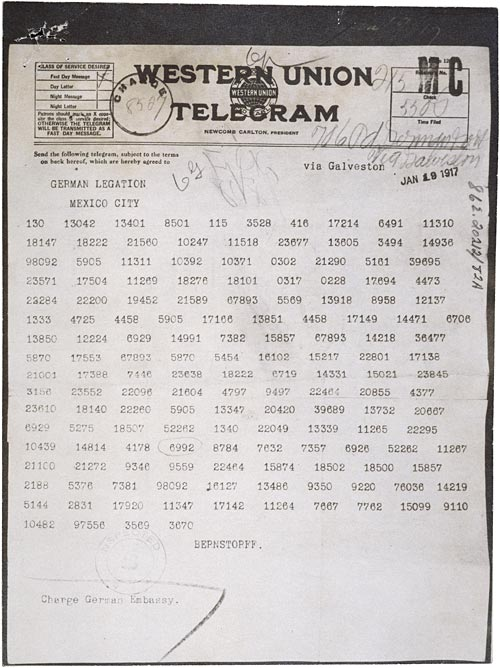 CLASS OF SERVICE DESIRED
Fast Day Message
Day Letter
Night Message
Night Letter
Patrons should mark an X opposite the class of service desired;
OTHERWISE THE TELEGRAM
WILL BE TRANSMITTED AS A
FAST DAY MESSAGE.
CHARGE
8507
WESTERN UNION
WESTERN UNION
TELEGRAM
NEWCOMB CARLTON, PRESIDENT
MC
Check
Time Filed
Send the following telegram, subject to the terms
on back hereof, which are hereby agreed to
via Galveston
JAN 19 1917
GERMAN LEGATION
MEXICO CITY
862.20212/82A
130 13042 13401 8501 115 3528 416 17214 6491 11310
18147 18222 21560 10247 11518 23677 13605 3494 14936
98092 5905 11311 10392 10371 0302 21290 5161 39695
23571 17504 11269 18276 18101 0317 0228 17694 4473
22284 22200 19452 21589 67893 5569 13918 8958 12137
1333 4725 4458 5905 17166 13851 4458 17149 14471 6706
13850 12224 6929 14991 7382 15857 67893 14218 36477
5870 17553 67893 5870 5454 16102 15217 22801 17138
21001 17388 7446 23638 18222 6719 14331 15021 23845
3156 23552 22096 21604 4797 9497 22464 20855 4377
23610 18140 22260 5905 13347 20420 39689 13732 20667
6929 5275 18507 52262 1340 22049 13339 11265 22295
10439 14814 4178 6992 8784 7632 7357 6926 52262 11267
21100 21272 9346 9559 22464 15874 18502 18500 15857
2188 5376 7381 98092 16127 13486 9350 9220 76036 14219
5144 2831 17920 11347 17142 11264 7667 7762 15099 9110
10482 97556 3569 3670
BERNSTORFF.
Charge German Embassy.